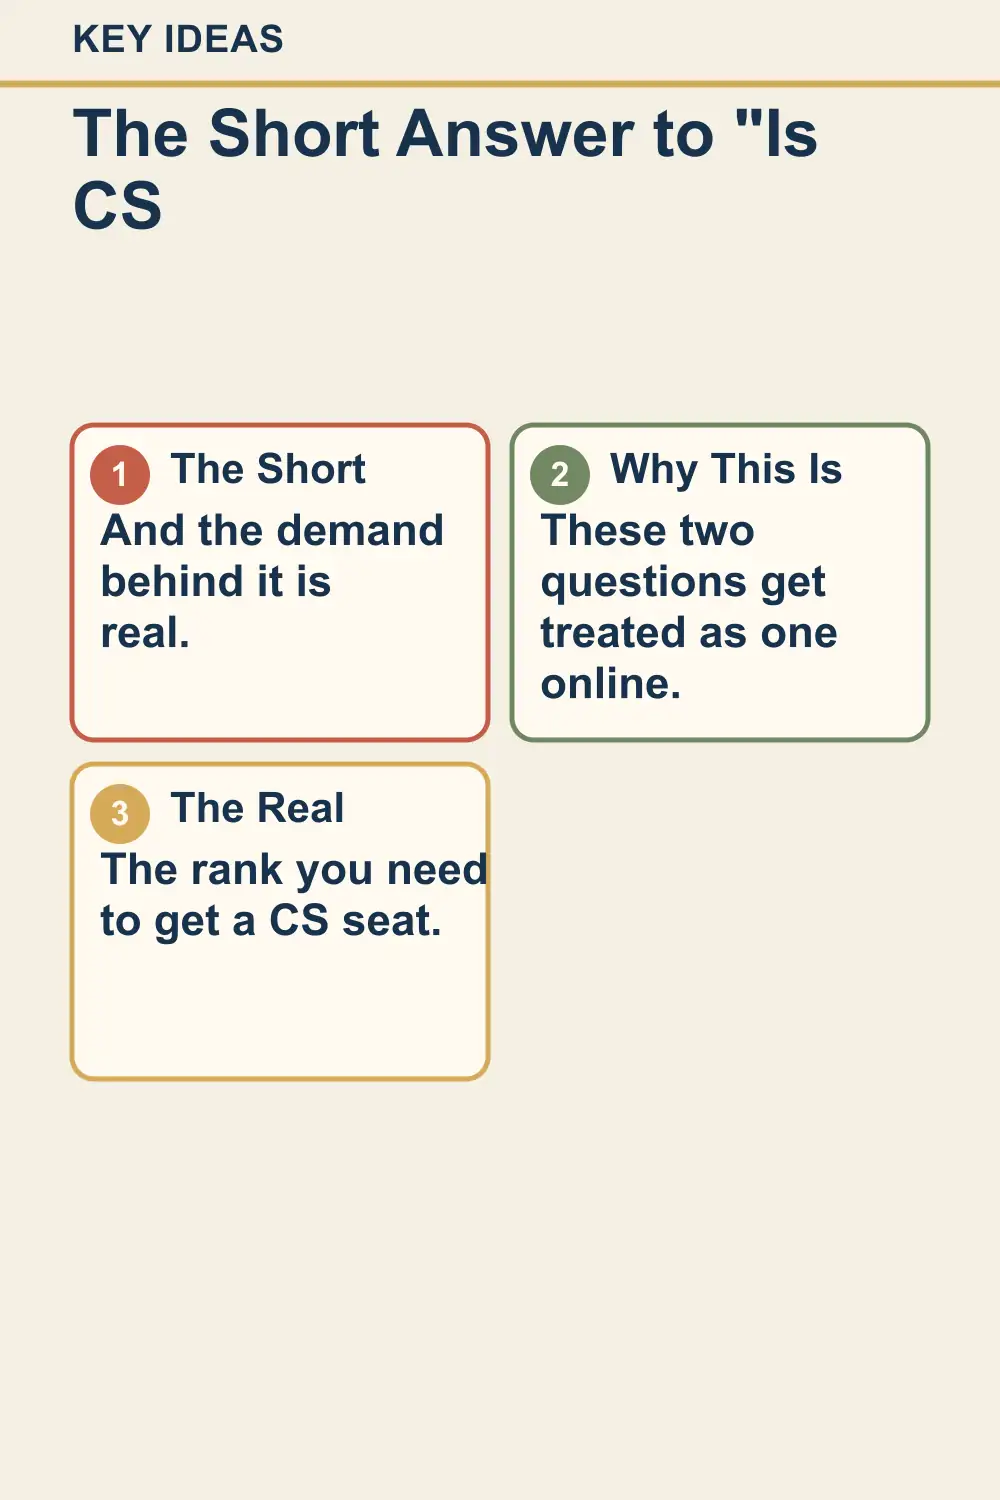 KEY IDEAS
The Short Answer to "Is
CS
1 The Short
And the demand
behind it is
real.
2 Why This Is
These two
questions get
treated as one
online.
3 The Real
The rank you need
to get a CS seat.